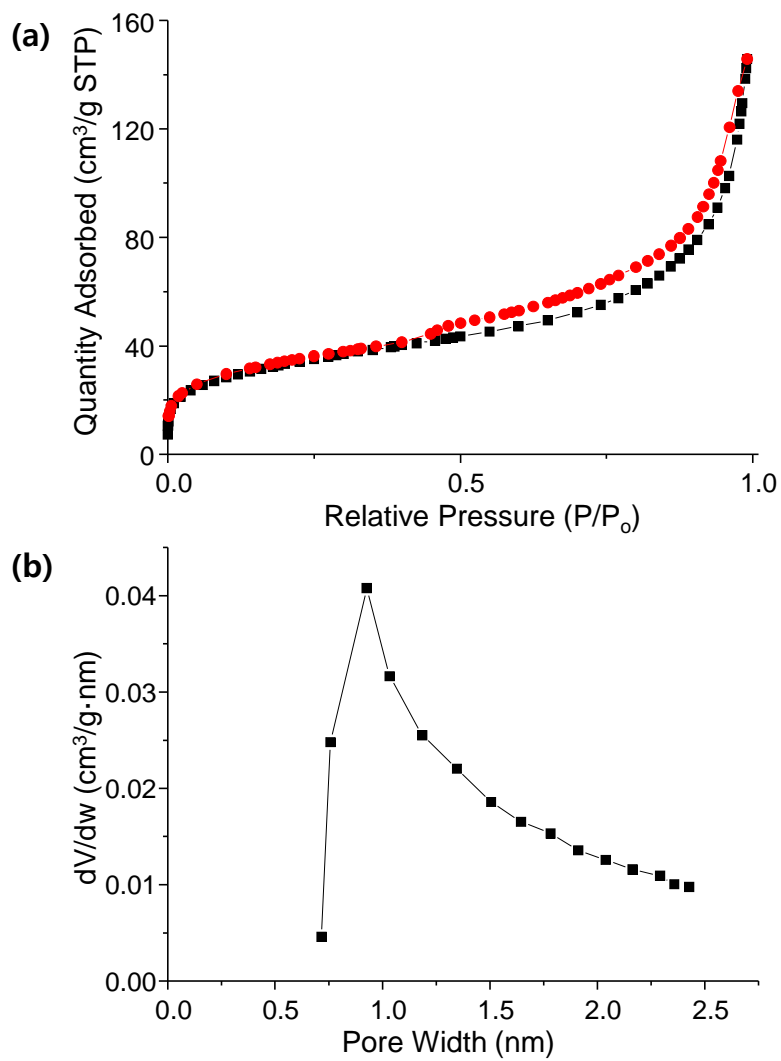 (a)
Quantity Adsorbed (cm³/g STP)
160
120
80
40
0
0.0 0.5 1.0
Relative Pressure (P/Pₒ)
(b)
dV/dw (cm³/g·nm)
0.04
0.03
0.02
0.01
0.00
0.0 0.5 1.0 1.5 2.0 2.5
Pore Width (nm)